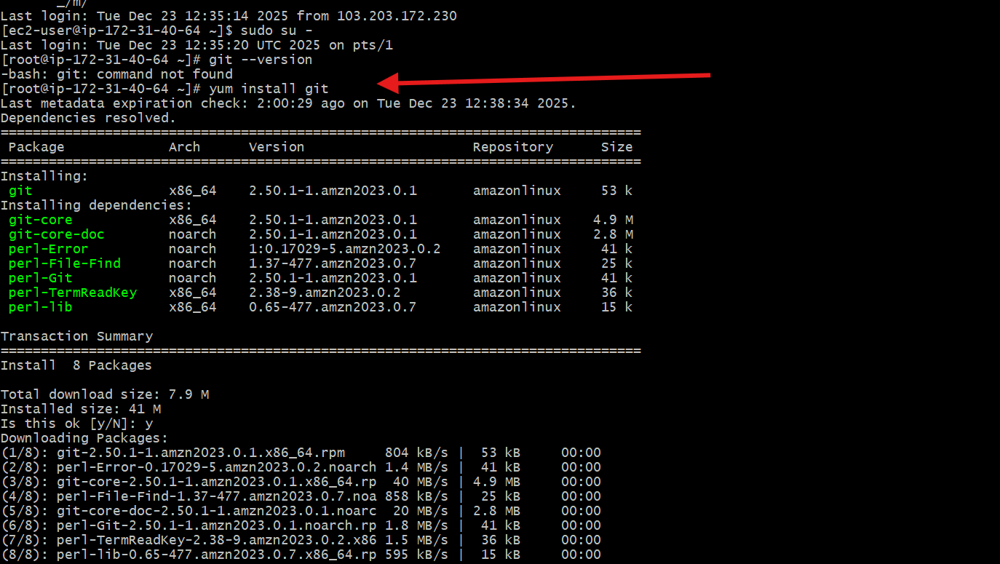 _/m/
Last login: Tue Dec 23 12:35:14 2025 from 103.203.172.230
[ec2-user@ip-172-31-40-64 ~]$ sudo su -
Last login: Tue Dec 23 12:35:20 UTC 2025 on pts/1
[root@ip-172-31-40-64 ~]# git --version
-bash: git: command not found
[root@ip-172-31-40-64 ~]# yum install git
Last metadata expiration check: 2:00:29 ago on Tue Dec 23 12:38:34 2025.
Dependencies resolved.
================================================================================
Package Arch Version Repository Size
================================================================================
Installing:
git x86_64 2.50.1-1.amzn2023.0.1 amazonlinux 53 k
Installing dependencies:
git-core x86_64 2.50.1-1.amzn2023.0.1 amazonlinux 4.9 M
git-core-doc noarch 2.50.1-1.amzn2023.0.1 amazonlinux 2.8 M
perl-Error noarch 1:0.17029-5.amzn2023.0.2 amazonlinux 41 k
perl-File-Find noarch 1.37-477.amzn2023.0.7 amazonlinux 25 k
perl-Git noarch 2.50.1-1.amzn2023.0.1 amazonlinux 41 k
perl-TermReadKey x86_64 2.38-9.amzn2023.0.2 amazonlinux 36 k
perl-lib x86_64 0.65-477.amzn2023.0.7 amazonlinux 15 k
Transaction Summary
================================================================================
Install 8 Packages
Total download size: 7.9 M
Installed size: 41 M
Is this ok [y/N]: y
Downloading Packages:
(1/8): git-2.50.1-1.amzn2023.0.1.x86_64.rpm 804 kB/s | 53 kB 00:00
(2/8): perl-Error-0.17029-5.amzn2023.0.2.noarch 1.4 MB/s | 41 kB 00:00
(3/8): git-core-2.50.1-1.amzn2023.0.1.x86_64.rp 40 MB/s | 4.9 MB 00:00
(4/8): perl-File-Find-1.37-477.amzn2023.0.7.noa 858 kB/s | 25 kB 00:00
(5/8): git-core-doc-2.50.1-1.amzn2023.0.1.noarc 20 MB/s | 2.8 MB 00:00
(6/8): perl-Git-2.50.1-1.amzn2023.0.1.noarch.rp 1.8 MB/s | 41 kB 00:00
(7/8): perl-TermReadKey-2.38-9.amzn2023.0.2.x86 1.5 MB/s | 36 kB 00:00
(8/8): perl-lib-0.65-477.amzn2023.0.7.x86_64.rp 595 kB/s | 15 kB 00:00